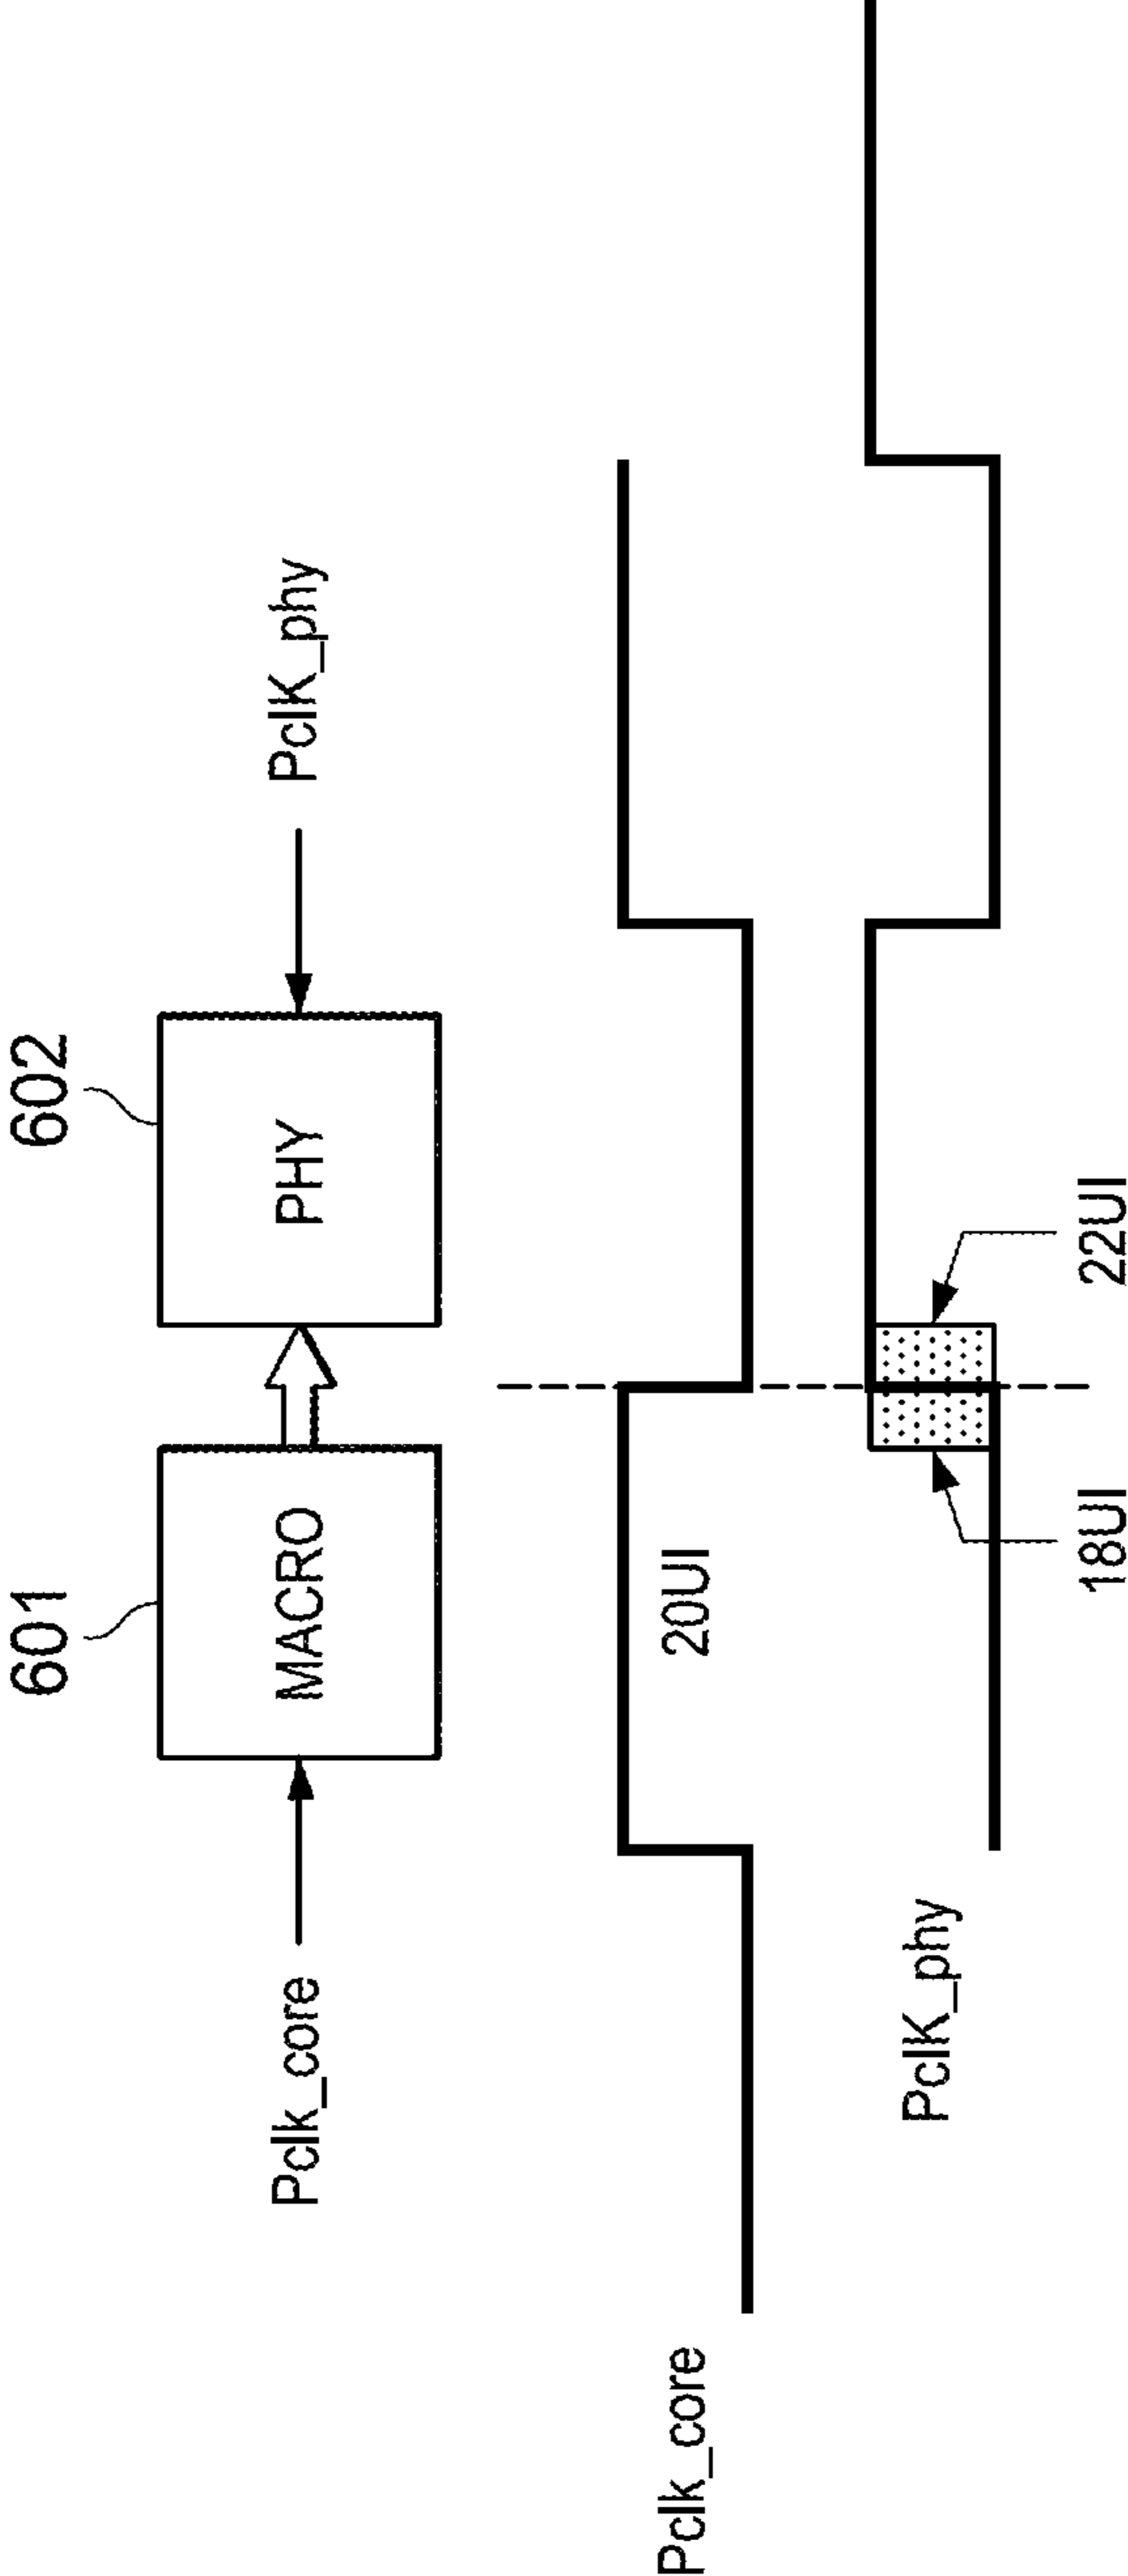 601
602
Pclk_core
MACRO
PHY
PclK_phy
Pclk_core
20UI
PclK_phy
18UI
22UI